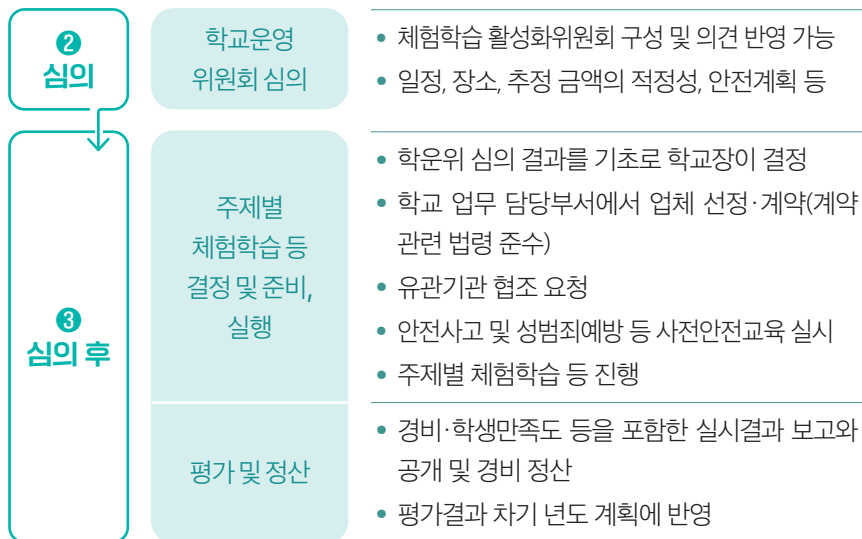 ❷
심의
학교운영
위원회 심의
• 체험학습 활성화위원회 구성 및 의견 반영 가능
• 일정, 장소, 추정 금액의 적정성, 안전계획 등
❸
심의 후
주제별
체험학습 등
결정 및 준비,
실행
• 학운위 심의 결과를 기초로 학교장이 결정
• 학교 업무 담당부서에서 업체 선정·계약(계약
관련 법령 준수)
• 유관기관 협조 요청
• 안전사고 및 성범죄예방 등 사전안전교육 실시
• 주제별 체험학습 등 진행
평가 및 정산
• 경비·학생만족도 등을 포함한 실시결과 보고와
공개 및 경비 정산
• 평가결과 차기 년도 계획에 반영